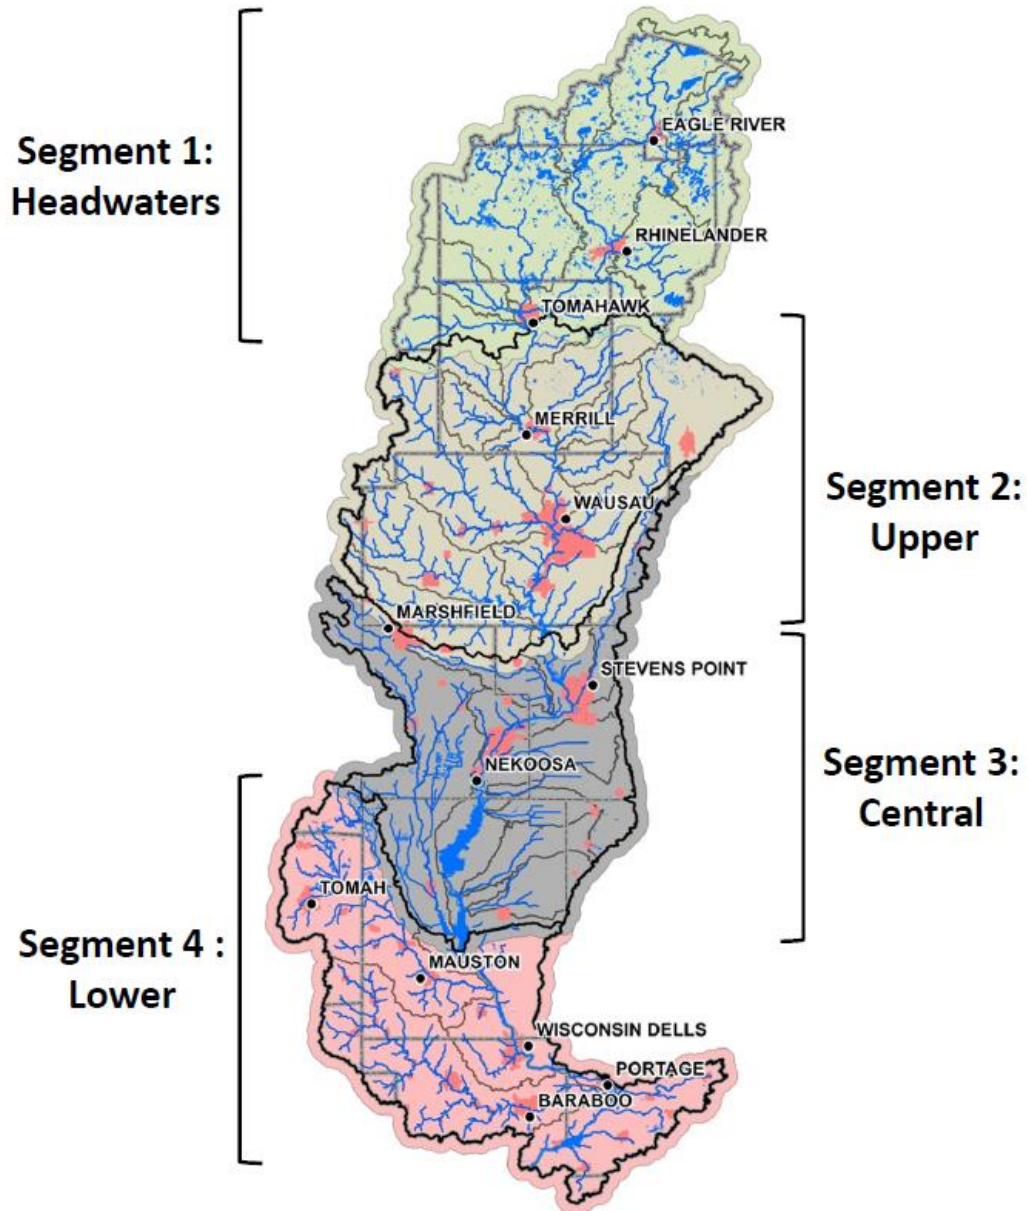 Segment 1:
Headwaters
EAGLE RIVER
RHINELANDER
TOMAHAWK
MERRILL
WAUSAU
Segment 2:
Upper
MARSHFIELD
STEVENS POINT
NEKOOSA
Segment 3:
Central
TOMAH
Segment 4 :
Lower
MAUSTON
WISCONSIN DELLS
PORTAGE
BARABOO